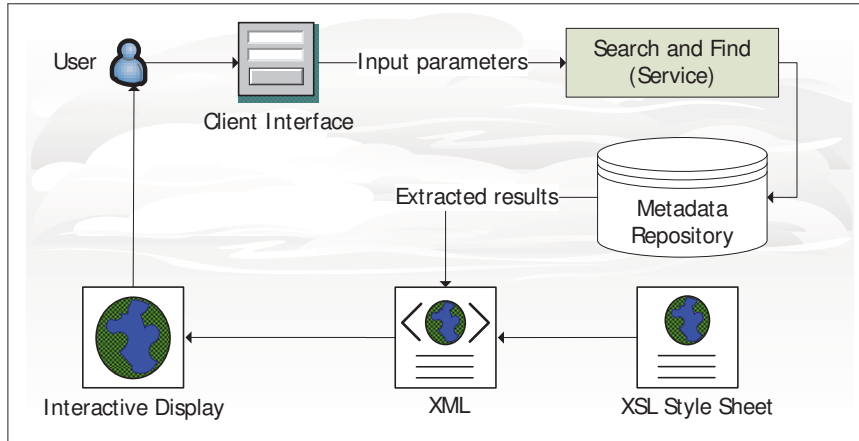 User
Client Interface
Input parameters
Search and Find
(Service)
Extracted results
Metadata
Repository
Interactive Display
XML
XSL Style Sheet